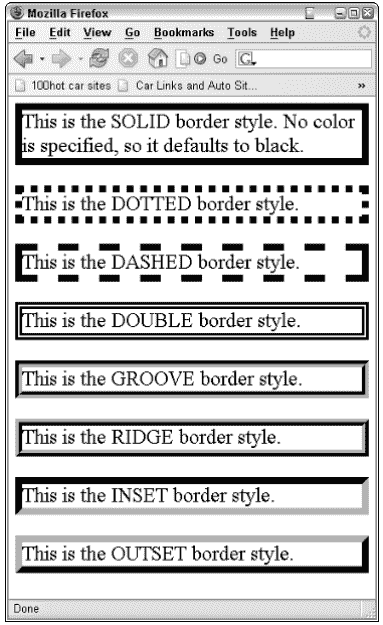 Mozilla Firefox
File Edit View Go Bookmarks Tools Help
Go G
100hot car sites Car Links and Auto Sit... »
This is the SOLID border style. No color
is specified, so it defaults to black.
This is the DOTTED border style.
This is the DASHED border style.
This is the DOUBLE border style.
This is the GROOVE border style.
This is the RIDGE border style.
This is the INSET border style.
This is the OUTSET border style.
Done